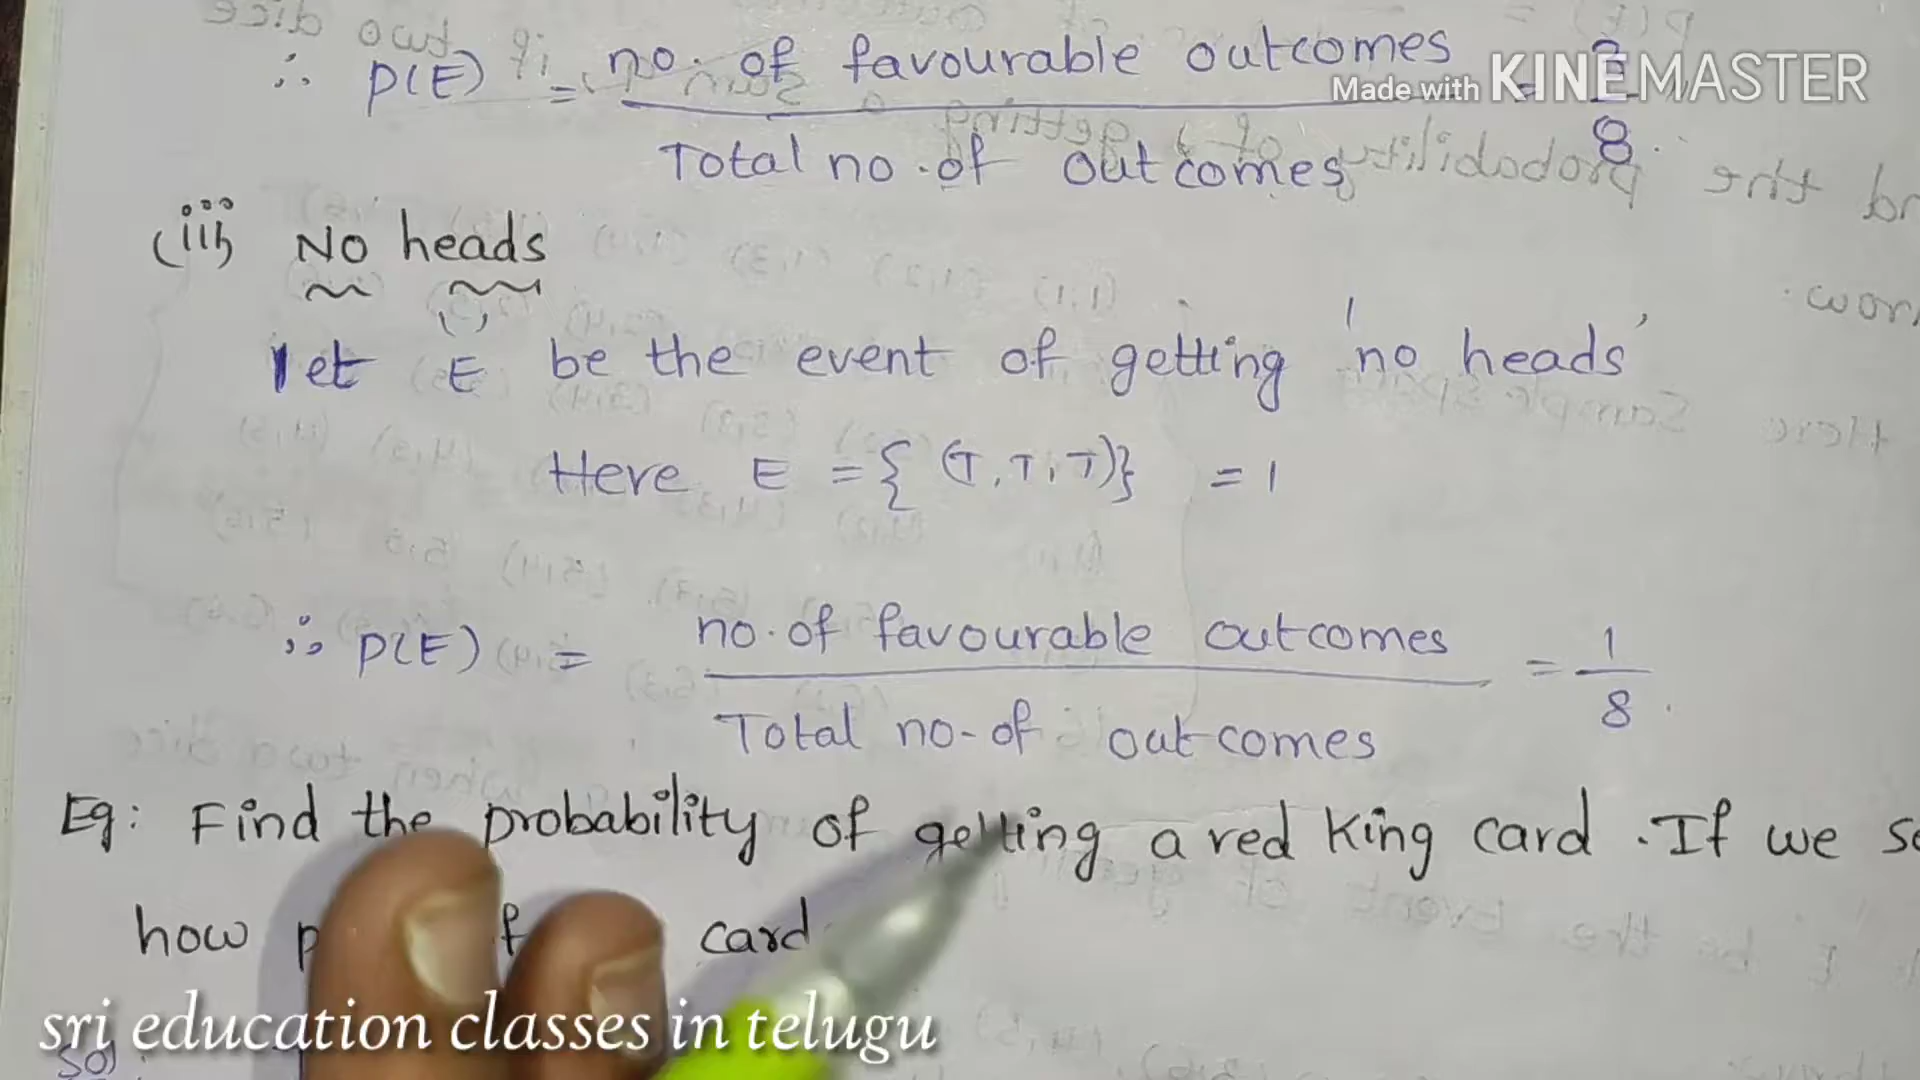 ∴ P(E) = no. of favourable outcomes / Total no. of outcomes = /8.
Made with KINEMASTER
(iii) No heads
let E be the event of getting 'no heads'
Here E = { (T, T, T)} = 1
∴ P(E) = no. of favourable outcomes / Total no. of outcomes = 1/8.
Eg: Find the probability of getting a red King card. If we
how card
sri education classes in telugu
Sol: